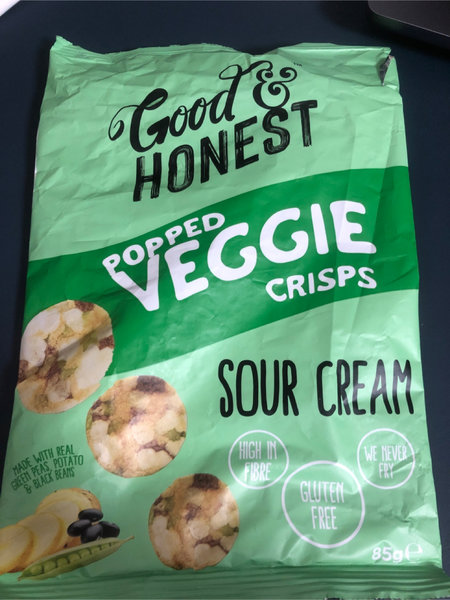 Good &
HONEST™
POPPED
VEGGIE
CRISPS
SOUR CREAM
MADE WITH REAL
GREEN PEAS, POTATO
& BLACK BEANS
HIGH IN
FIBRE
WE NEVER
FRY
GLUTEN
FREE
85g ℮